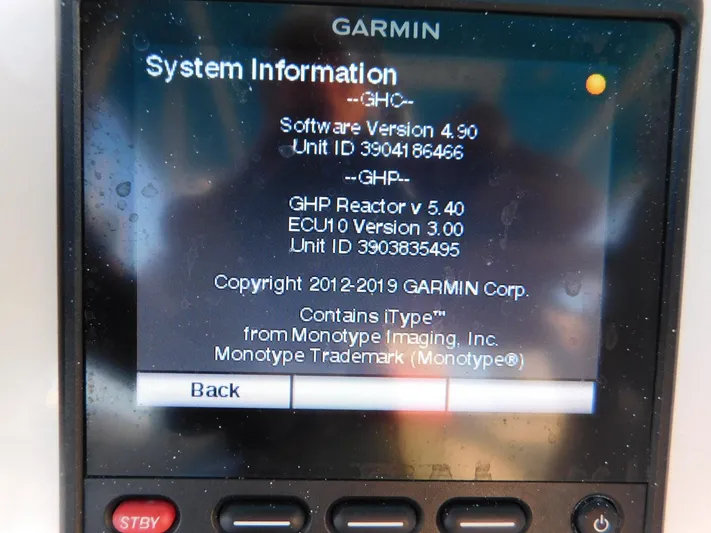 GARMIN
System Information
--GHC--
Software Version 4.90
Unit ID 3904186466
--GHP--
GHP Reactor v 5.40
ECU10 Version 3.00
Unit ID 3903835495
Copyright 2012-2019 GARMIN Corp.
Contains iType™
from Monotype Imaging, Inc.
Monotype Trademark (Monotype®)
Back
STBY